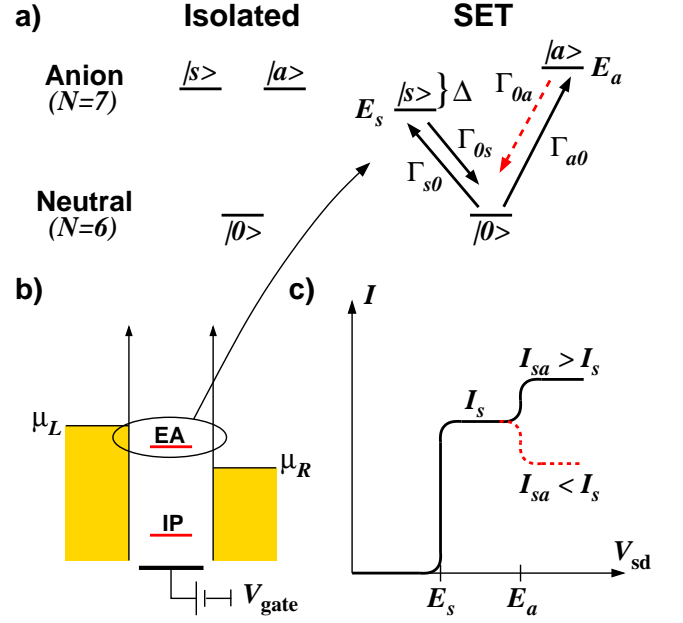 a) Isolated SET
Anion
(N=7)
|s> |a>
|a> E_a
E_s |s> } Δ
Γ_0a
Γ_0s
Γ_s0 Γ_a0
Neutral
(N=6)
|0> |0>
b)
μ_L
EA
μ_R
IP
V_gate
c)
I
I_sa > I_s
I_s
I_sa < I_s
V_sd
E_s E_a